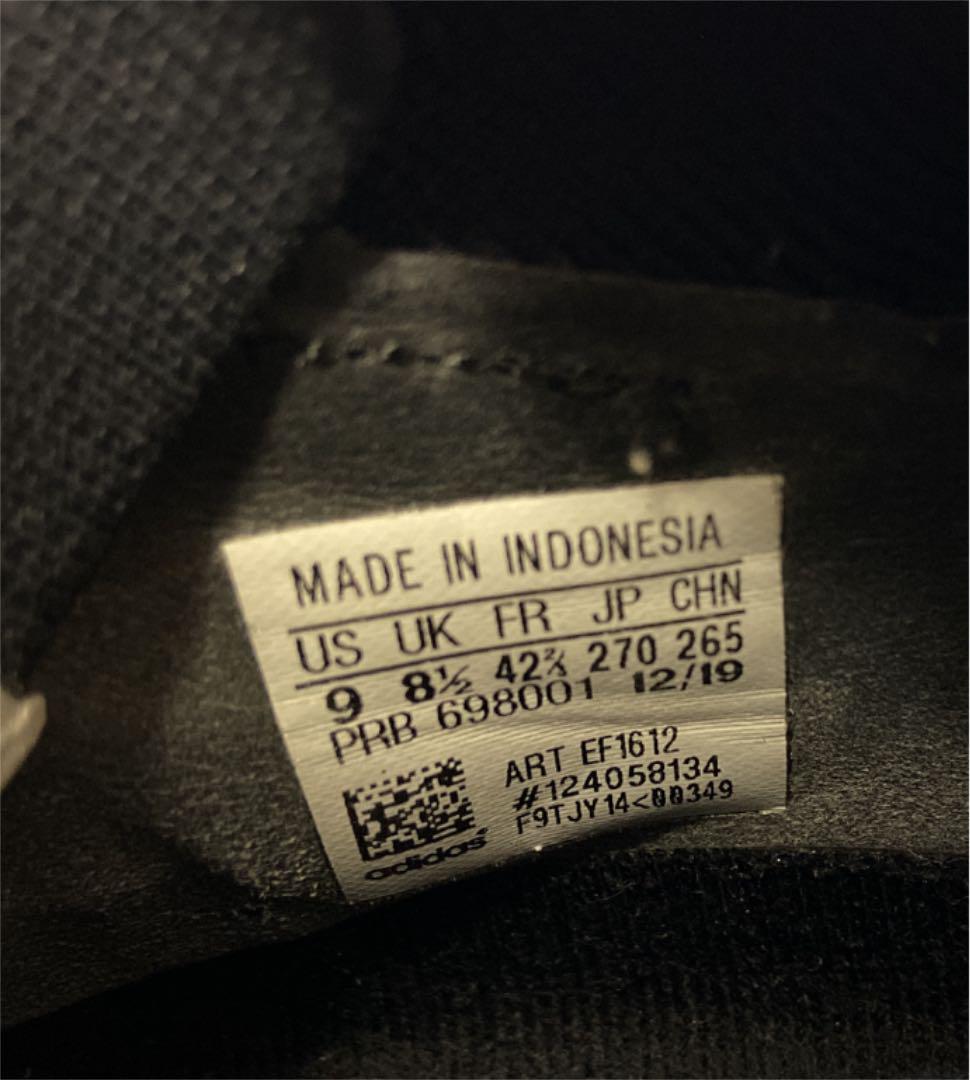 MADE IN INDONESIA
US UK FR JP CHN
9 8½ 42⅔ 270 265
PRB 698001 12/19
ART EF1612
#124058134
F9TJY14<00349
adidas